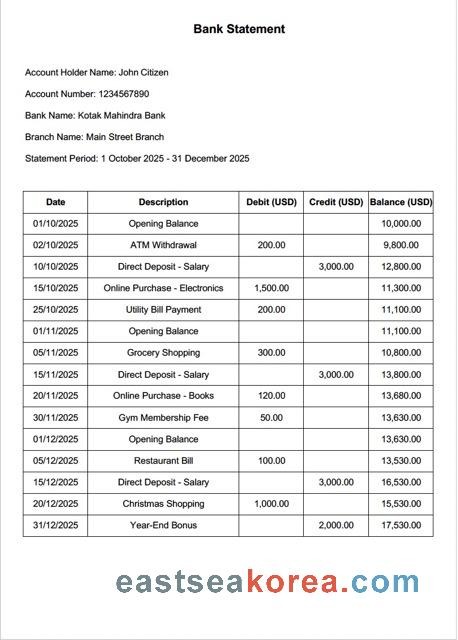 Bank Statement
Account Holder Name: John Citizen
Account Number: 1234567890
Bank Name: Kotak Mahindra Bank
Branch Name: Main Street Branch
Statement Period: 1 October 2025 - 31 December 2025
Date Description Debit (USD) Credit (USD) Balance (USD)
01/10/2025 Opening Balance 10,000.00
02/10/2025 ATM Withdrawal 200.00 9,800.00
10/10/2025 Direct Deposit - Salary 3,000.00 12,800.00
15/10/2025 Online Purchase - Electronics 1,500.00 11,300.00
25/10/2025 Utility Bill Payment 200.00 11,100.00
01/11/2025 Opening Balance 11,100.00
05/11/2025 Grocery Shopping 300.00 10,800.00
15/11/2025 Direct Deposit - Salary 3,000.00 13,800.00
20/11/2025 Online Purchase - Books 120.00 13,680.00
30/11/2025 Gym Membership Fee 50.00 13,630.00
01/12/2025 Opening Balance 13,630.00
05/12/2025 Restaurant Bill 100.00 13,530.00
15/12/2025 Direct Deposit - Salary 3,000.00 16,530.00
20/12/2025 Christmas Shopping 1,000.00 15,530.00
31/12/2025 Year-End Bonus 2,000.00 17,530.00
eastseakorea.com